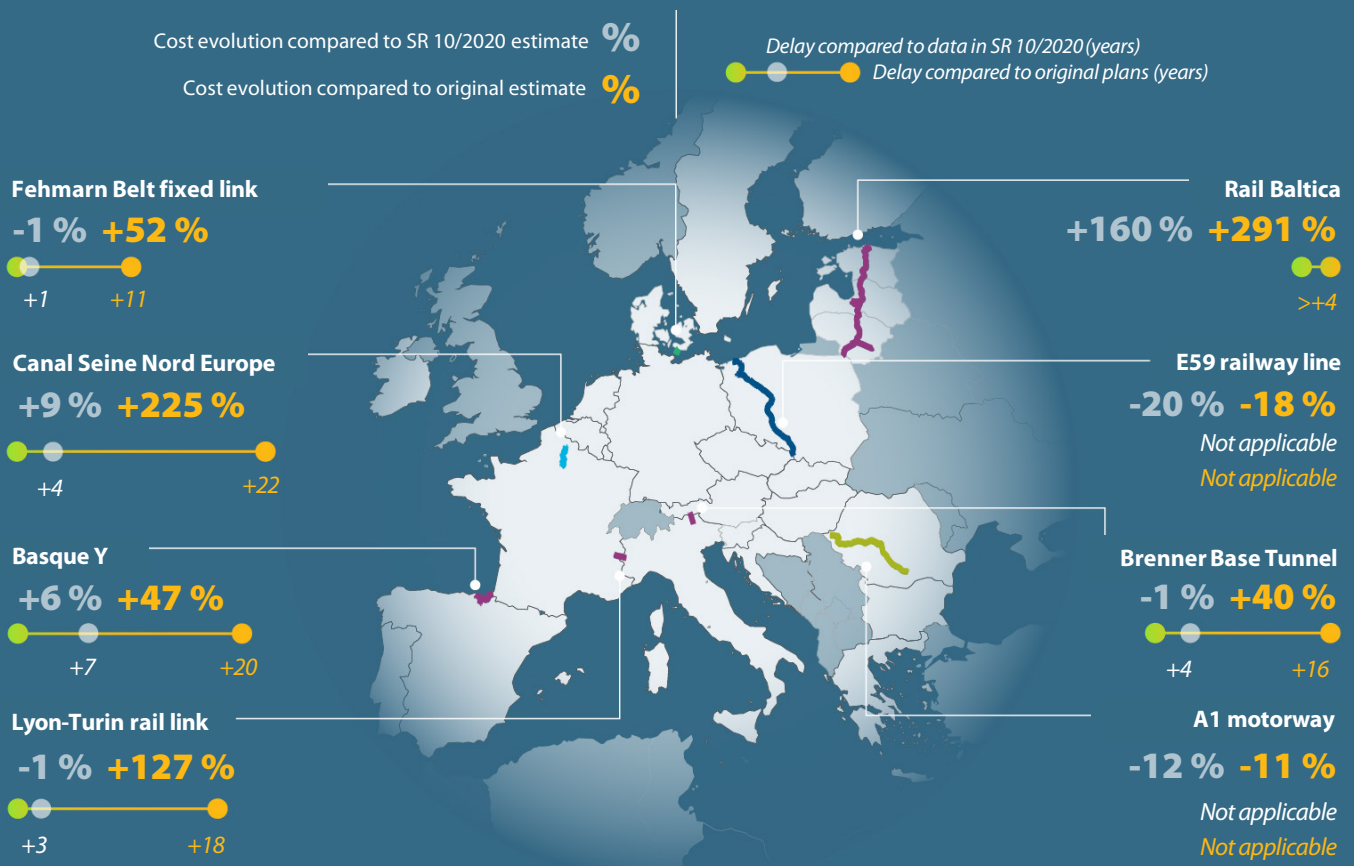 Cost evolution compared to SR 10/2020 estimate %
Cost evolution compared to original estimate %
Delay compared to data in SR 10/2020 (years)
Delay compared to original plans (years)
Fehmarn Belt fixed link
-1 % +52 %
+1 +11
Canal Seine Nord Europe
+9 % +225 %
+4 +22
Basque Y
+6 % +47 %
+7 +20
Lyon-Turin rail link
-1 % +127 %
+3 +18
Rail Baltica
+160 % +291 %
>+4
E59 railway line
-20 % -18 %
Not applicable
Not applicable
Brenner Base Tunnel
-1 % +40 %
+4 +16
A1 motorway
-12 % -11 %
Not applicable
Not applicable